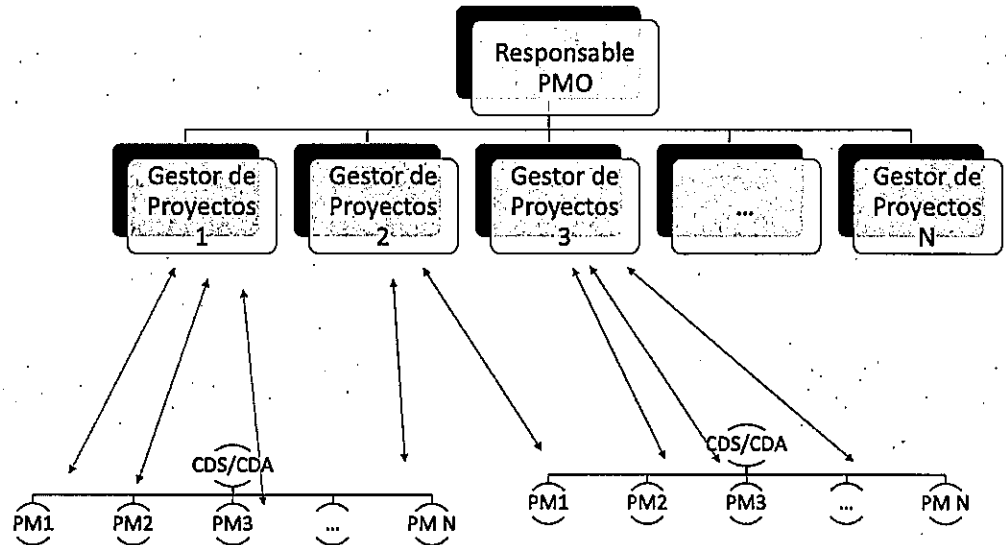 Responsable
PMO
Gestor de
Proyectos
1
Gestor de
Proyectos
2
Gestor de
Proyectos
3
...
Gestor de
Proyectos
N
CDS/CDA
PM1
PM2
PM3
...
PM N
CDS/CDA
PM1
PM2
PM3
...
PM N